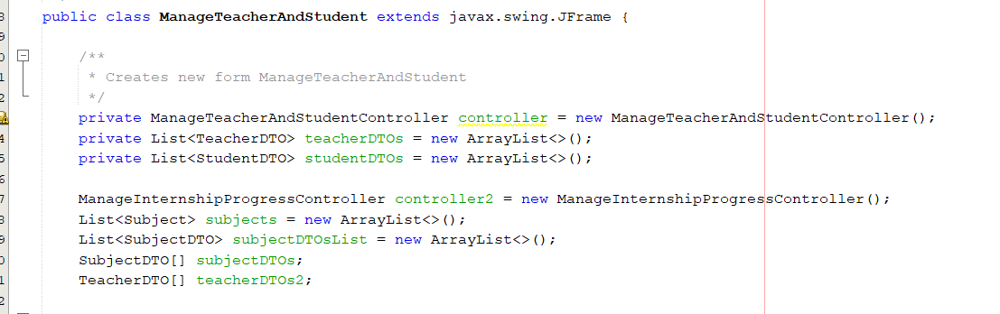 public class ManageTeacherAndStudent extends javax.swing.JFrame {
/**
* Creates new form ManageTeacherAndStudent
*/
private ManageTeacherAndStudentController controller = new ManageTeacherAndStudentController();
private List<TeacherDTO> teacherDTOs = new ArrayList<>();
private List<StudentDTO> studentDTOs = new ArrayList<>();
ManageInternshipProgressController controller2 = new ManageInternshipProgressController();
List<Subject> subjects = new ArrayList<>();
List<SubjectDTO> subjectDTOsList = new ArrayList<>();
SubjectDTO[] subjectDTOs;
TeacherDTO[] teacherDTOs2;